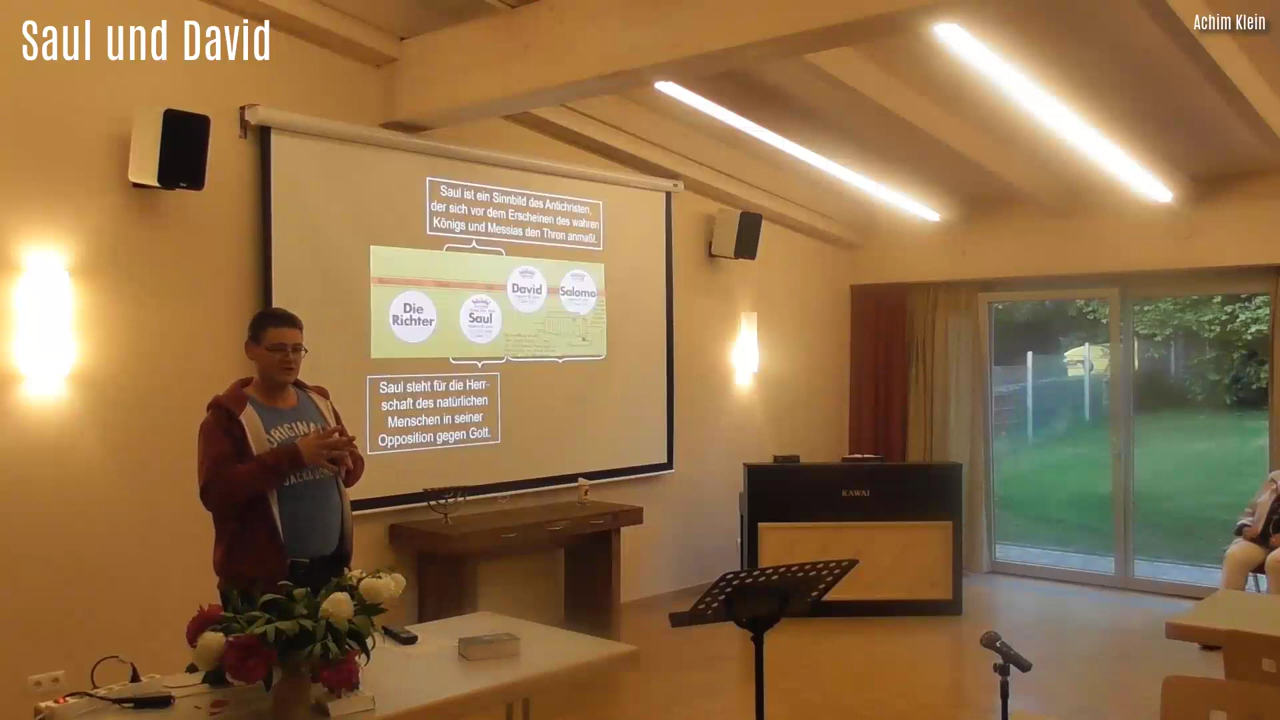 Saul und David
Achim Klein
Saul ist ein Sinnbild des Antichristen,
der sich vor dem Erscheinen des wahren
Königs und Messias den Thron anmaßt.
Die
Richter
Saul
David
Salomo
Saul steht für die Herr-
schaft des natürlichen
Menschen in seiner
Opposition gegen Gott.
ORIGINAL
JACK &
KAWAI